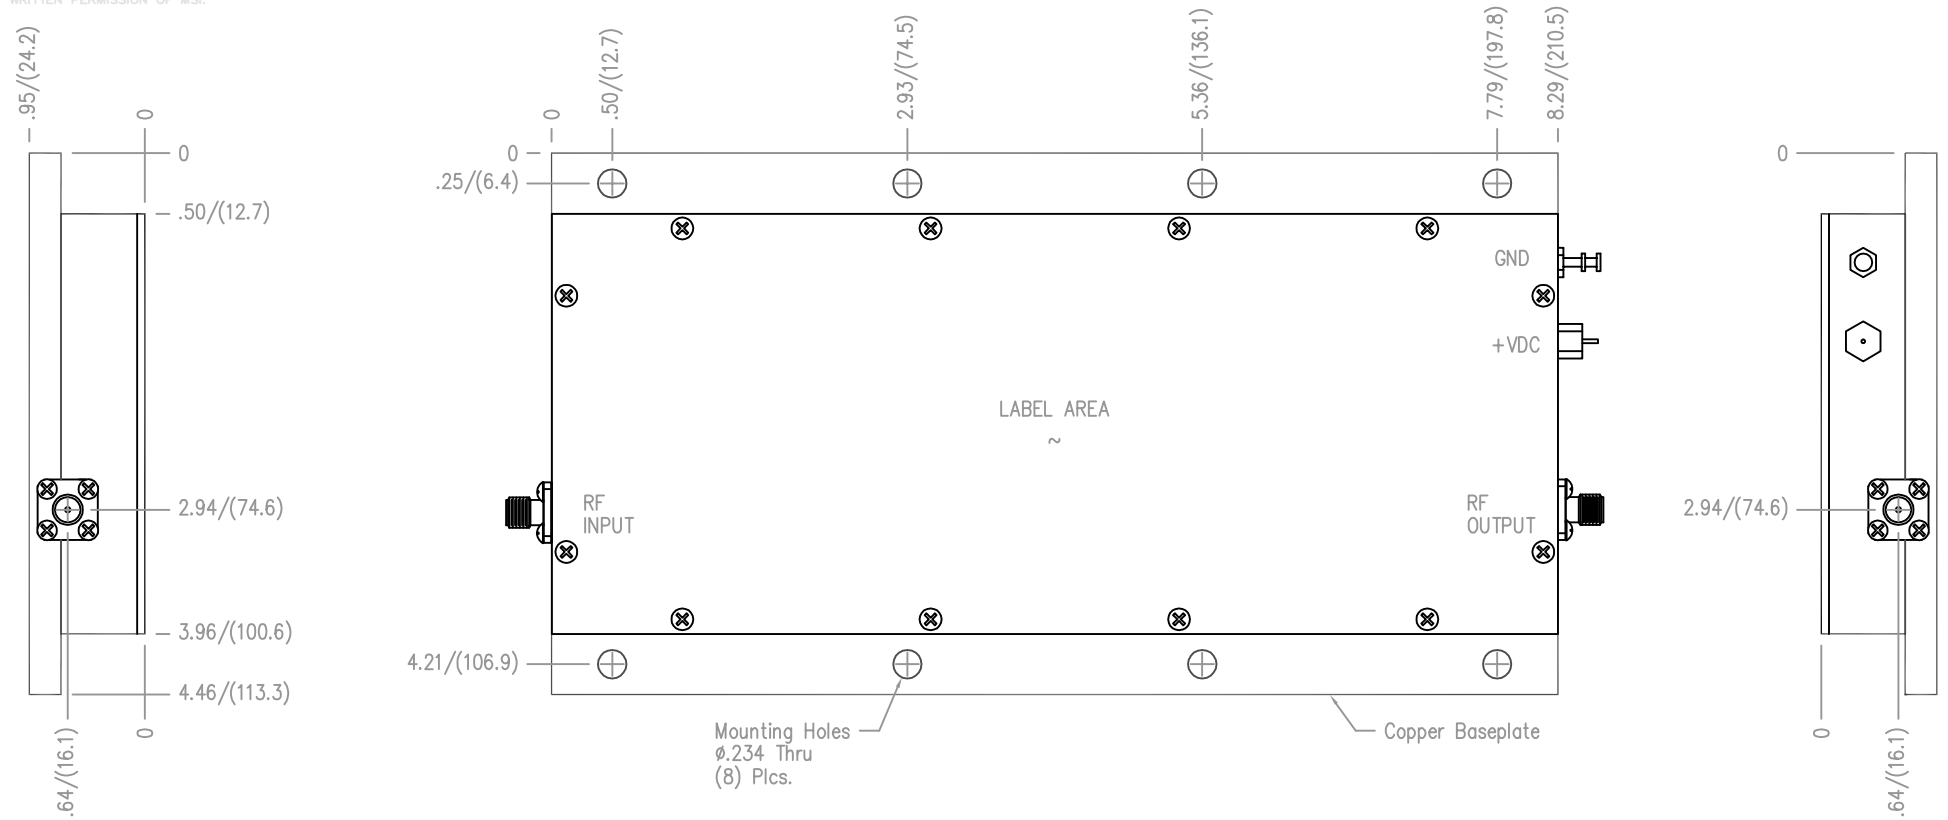 WRITTEN PERMISSION OF MSI.
.95/(24.2)
0
0
.50/(12.7)
2.94/(74.6)
3.96/(100.6)
4.46/(113.3)
.64/(16.1)
0
0
.50/(12.7)
2.93/(74.5)
5.36/(136.1)
7.79/(197.8)
8.29/(210.5)
0
.25/(6.4)
GND
+VDC
LABEL AREA
~
RF
INPUT
RF
OUTPUT
4.21/(106.9)
Mounting Holes
ø.234 Thru
(8) Plcs.
Copper Baseplate
0
2.94/(74.6)
0
.64/(16.1)